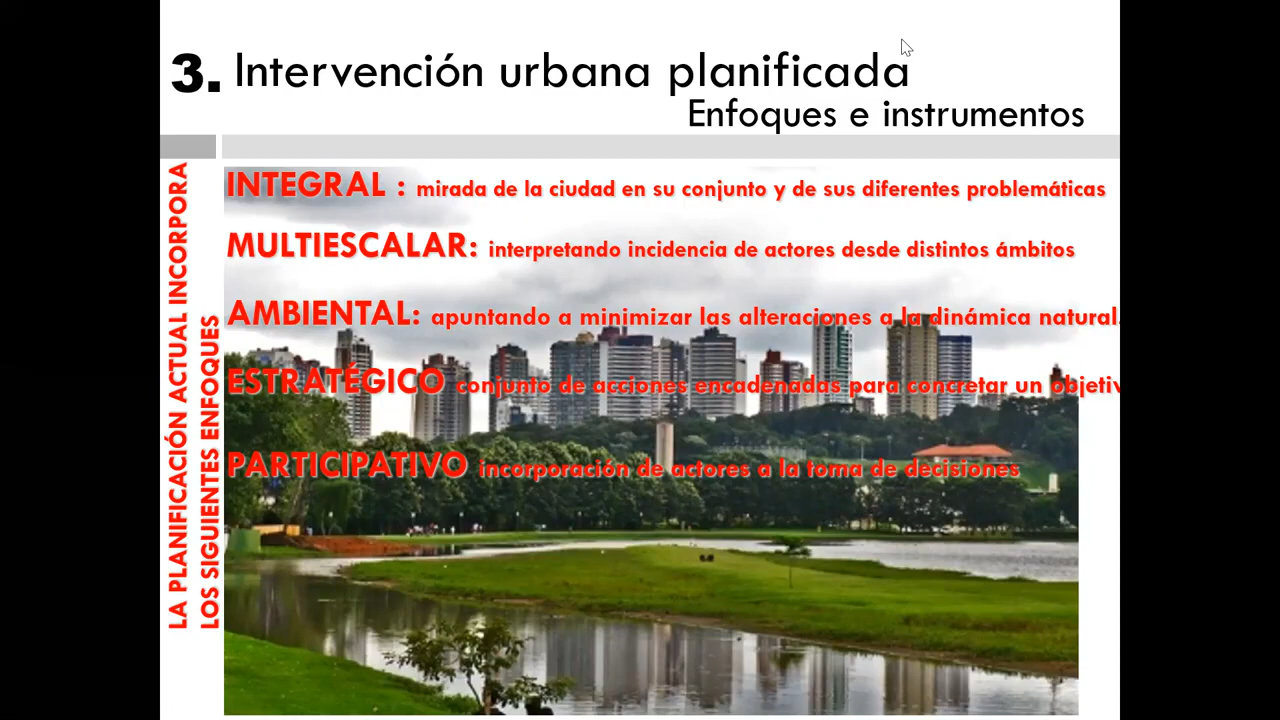 3. Intervención urbana planificada
Enfoques e instrumentos
LA PLANIFICACIÓN ACTUAL INCORPORA
LOS SIGUIENTES ENFOQUES
INTEGRAL : mirada de la ciudad en su conjunto y de sus diferentes problemáticas
MULTIESCALAR: interpretando incidencia de actores desde distintos ámbitos
AMBIENTAL: apuntando a minimizar las alteraciones a la dinámica natural.
ESTRATÉGICO conjunto de acciones encadenadas para concretar un objetiv
PARTICIPATIVO incorporación de actores a la toma de decisiones